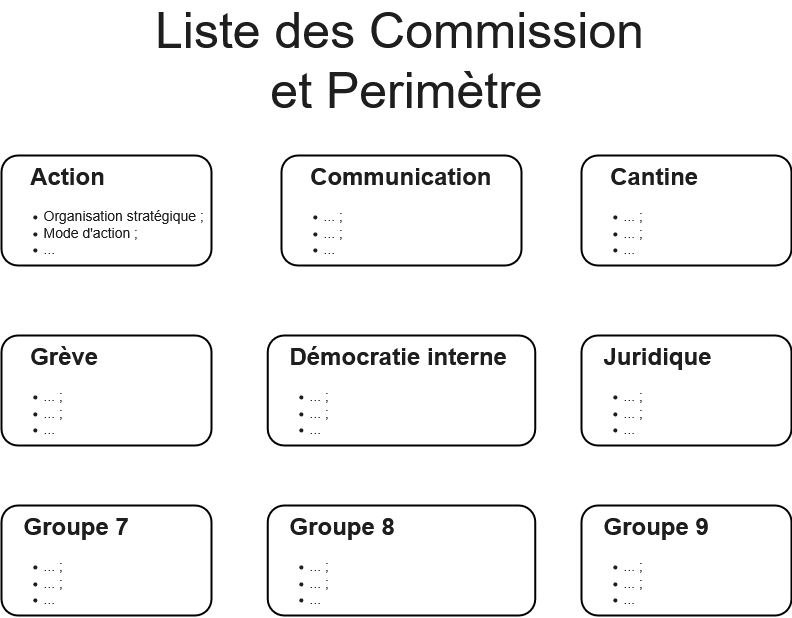 Liste des Commission
et Perimètre
Action
• Organisation stratégique ;
• Mode d'action ;
• ...
Communication
• ... ;
• ... ;
• ...
Cantine
• ... ;
• ... ;
• ...
Grève
• ... ;
• ... ;
• ...
Démocratie interne
• ... ;
• ... ;
• ...
Juridique
• ... ;
• ... ;
• ...
Groupe 7
• ... ;
• ... ;
• ...
Groupe 8
• ... ;
• ... ;
• ...
Groupe 9
• ... ;
• ... ;
• ...